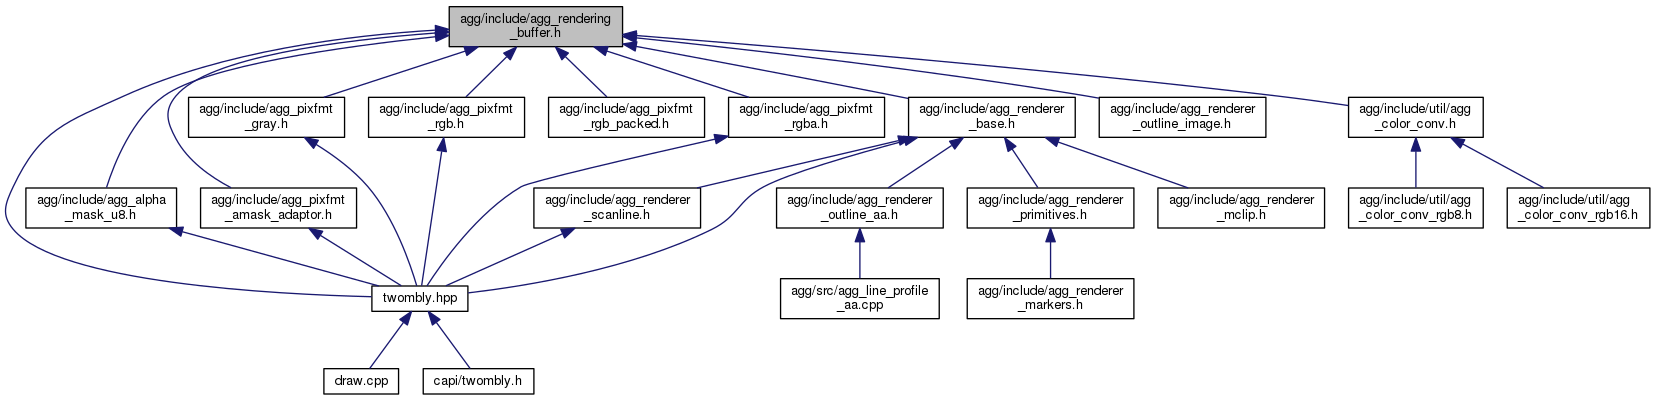 agg/include/agg_rendering
_buffer.h
agg/include/agg_pixfmt
_gray.h
agg/include/agg_pixfmt
_rgb.h
agg/include/agg_pixfmt
_rgb_packed.h
agg/include/agg_pixfmt
_rgba.h
agg/include/agg_renderer
_base.h
agg/include/agg_renderer
_outline_image.h
agg/include/util/agg
_color_conv.h
agg/include/agg_alpha
_mask_u8.h
agg/include/agg_pixfmt
_amask_adaptor.h
agg/include/agg_renderer
_scanline.h
agg/include/agg_renderer
_outline_aa.h
agg/include/agg_renderer
_primitives.h
agg/include/agg_renderer
_mclip.h
agg/include/util/agg
_color_conv_rgb8.h
agg/include/util/agg
_color_conv_rgb16.h
twombly.hpp
agg/src/agg_line_profile
_aa.cpp
agg/include/agg_renderer
_markers.h
draw.cpp
capi/twombly.h